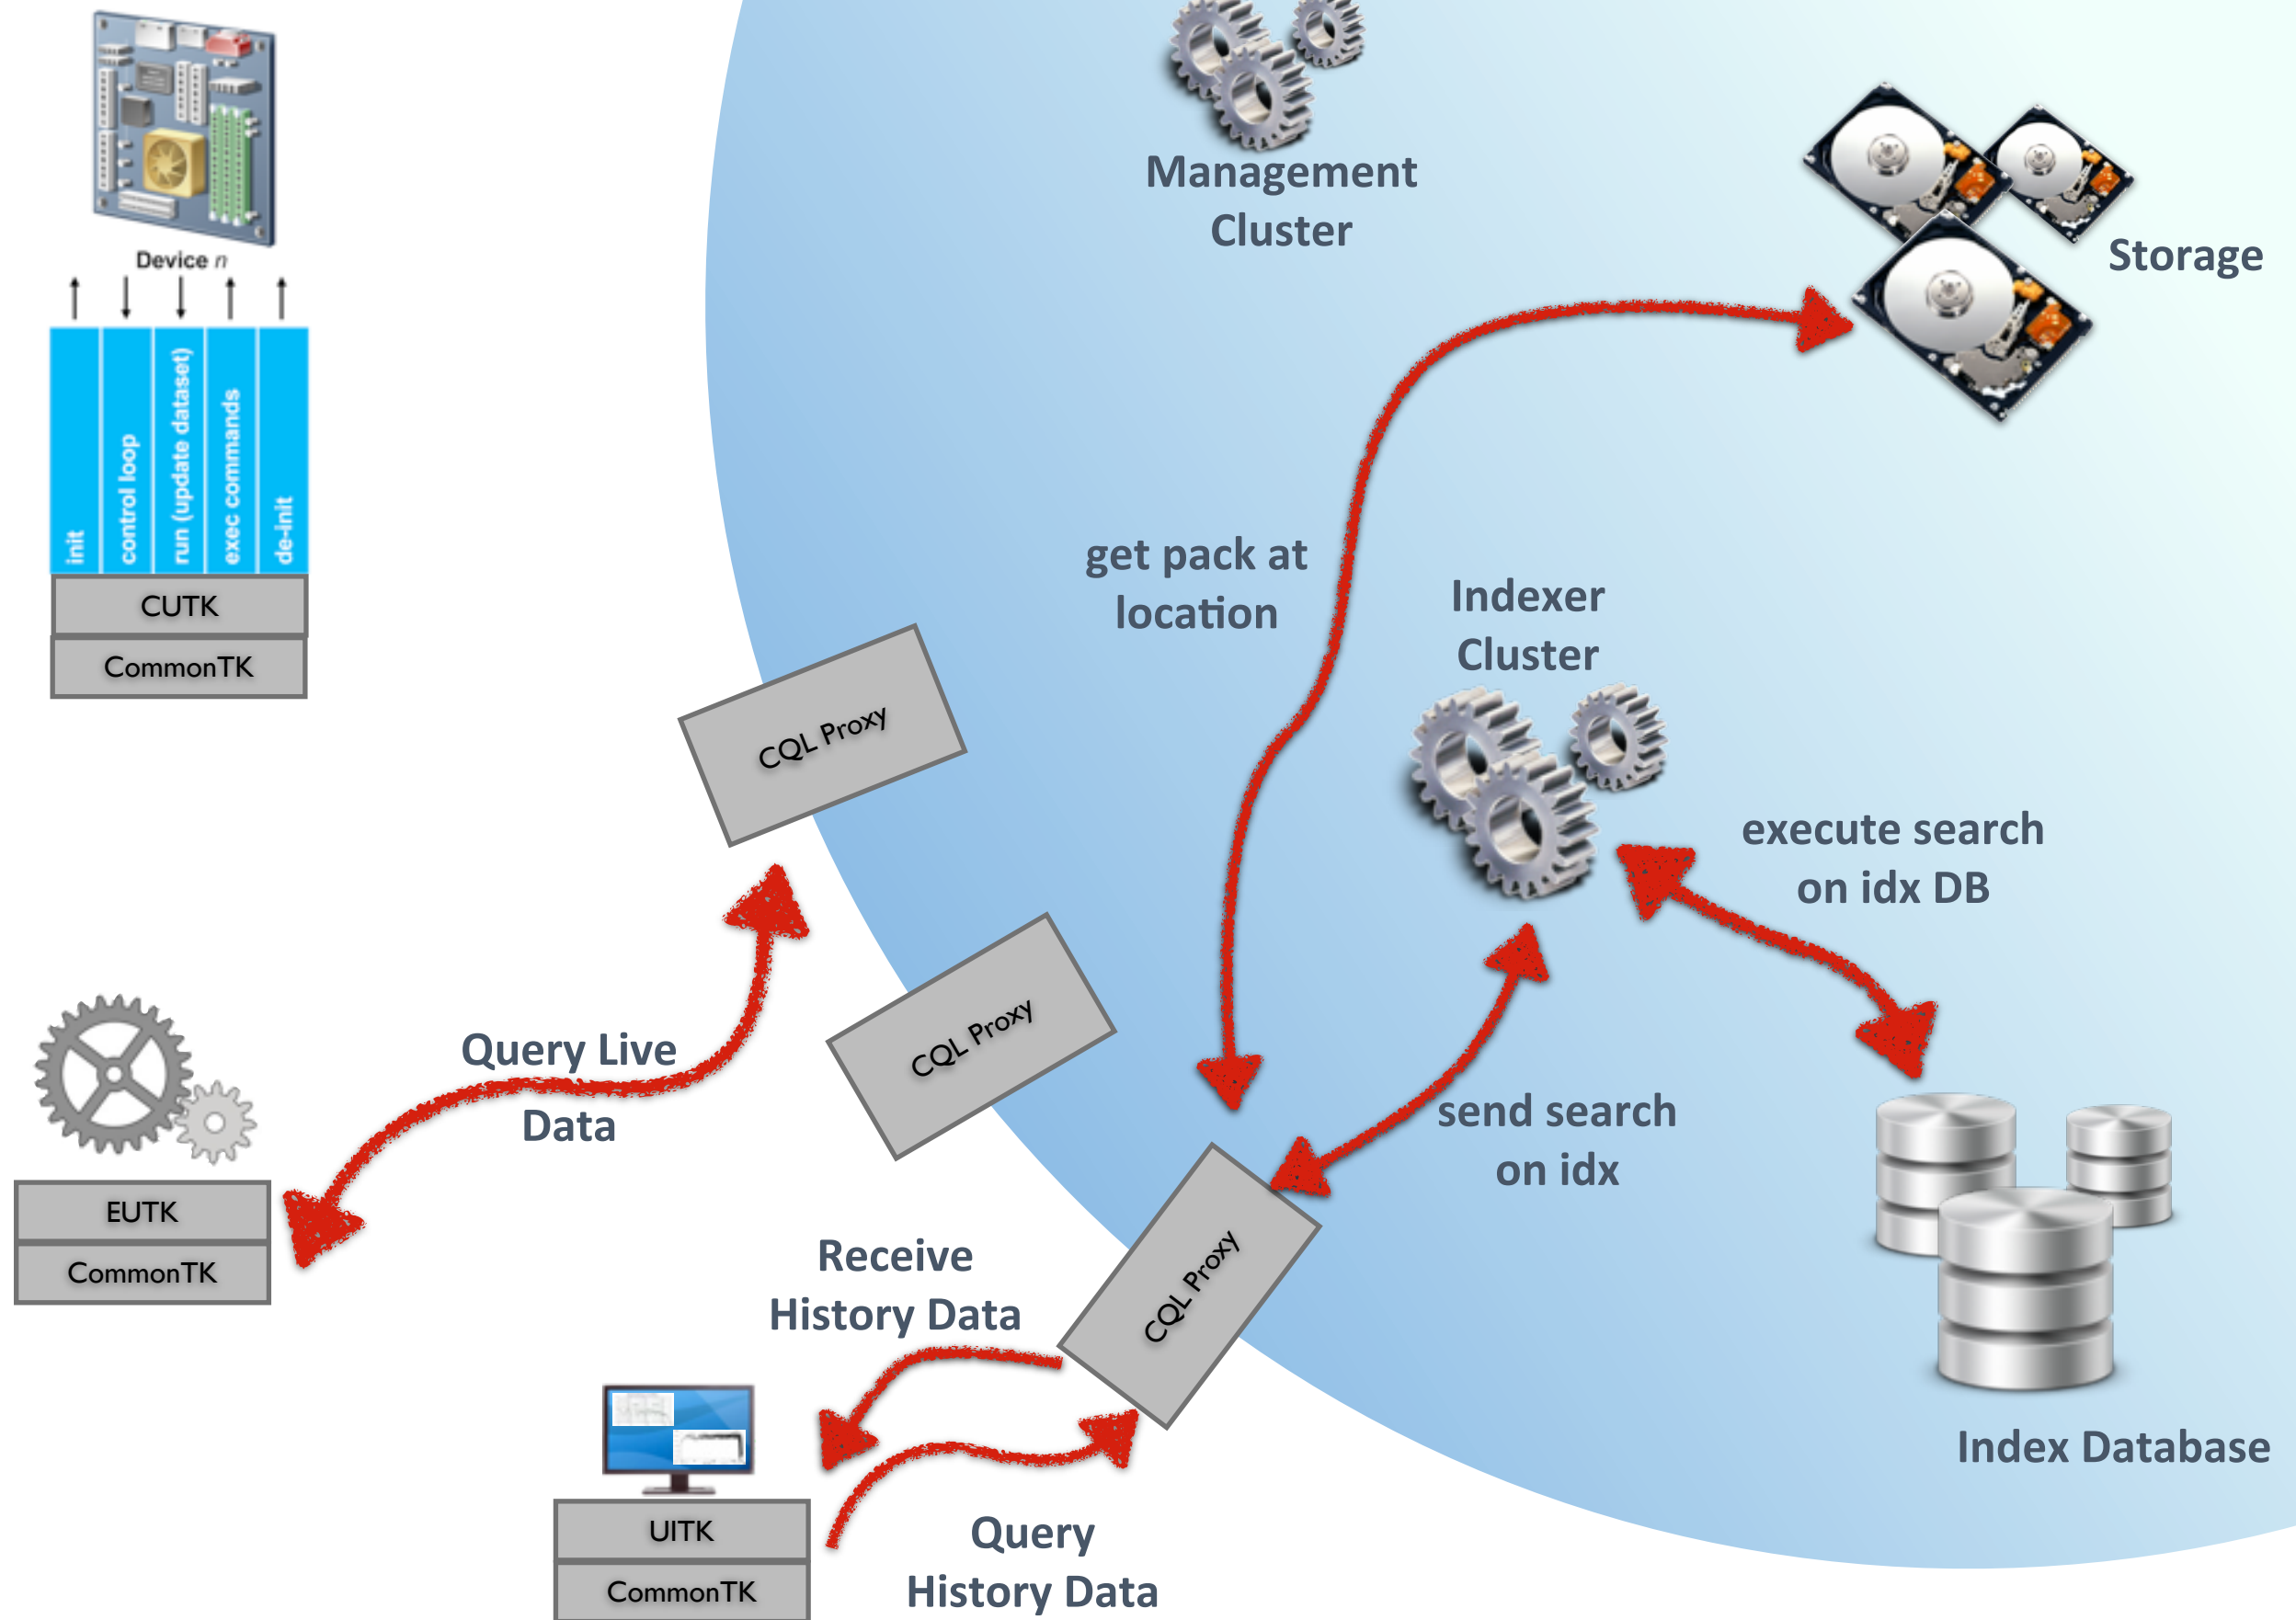 Management
Cluster
Storage
Device n
init
control loop
run (update dataset)
exec commands
de-init
CUTK
CommonTK
get pack at
location
Indexer
Cluster
CQL Proxy
execute search
on idx DB
CQL Proxy
Query Live
Data
send search
on idx
EUTK
CommonTK
CQL Proxy
Receive
History Data
Index Database
UITK
CommonTK
Query
History Data